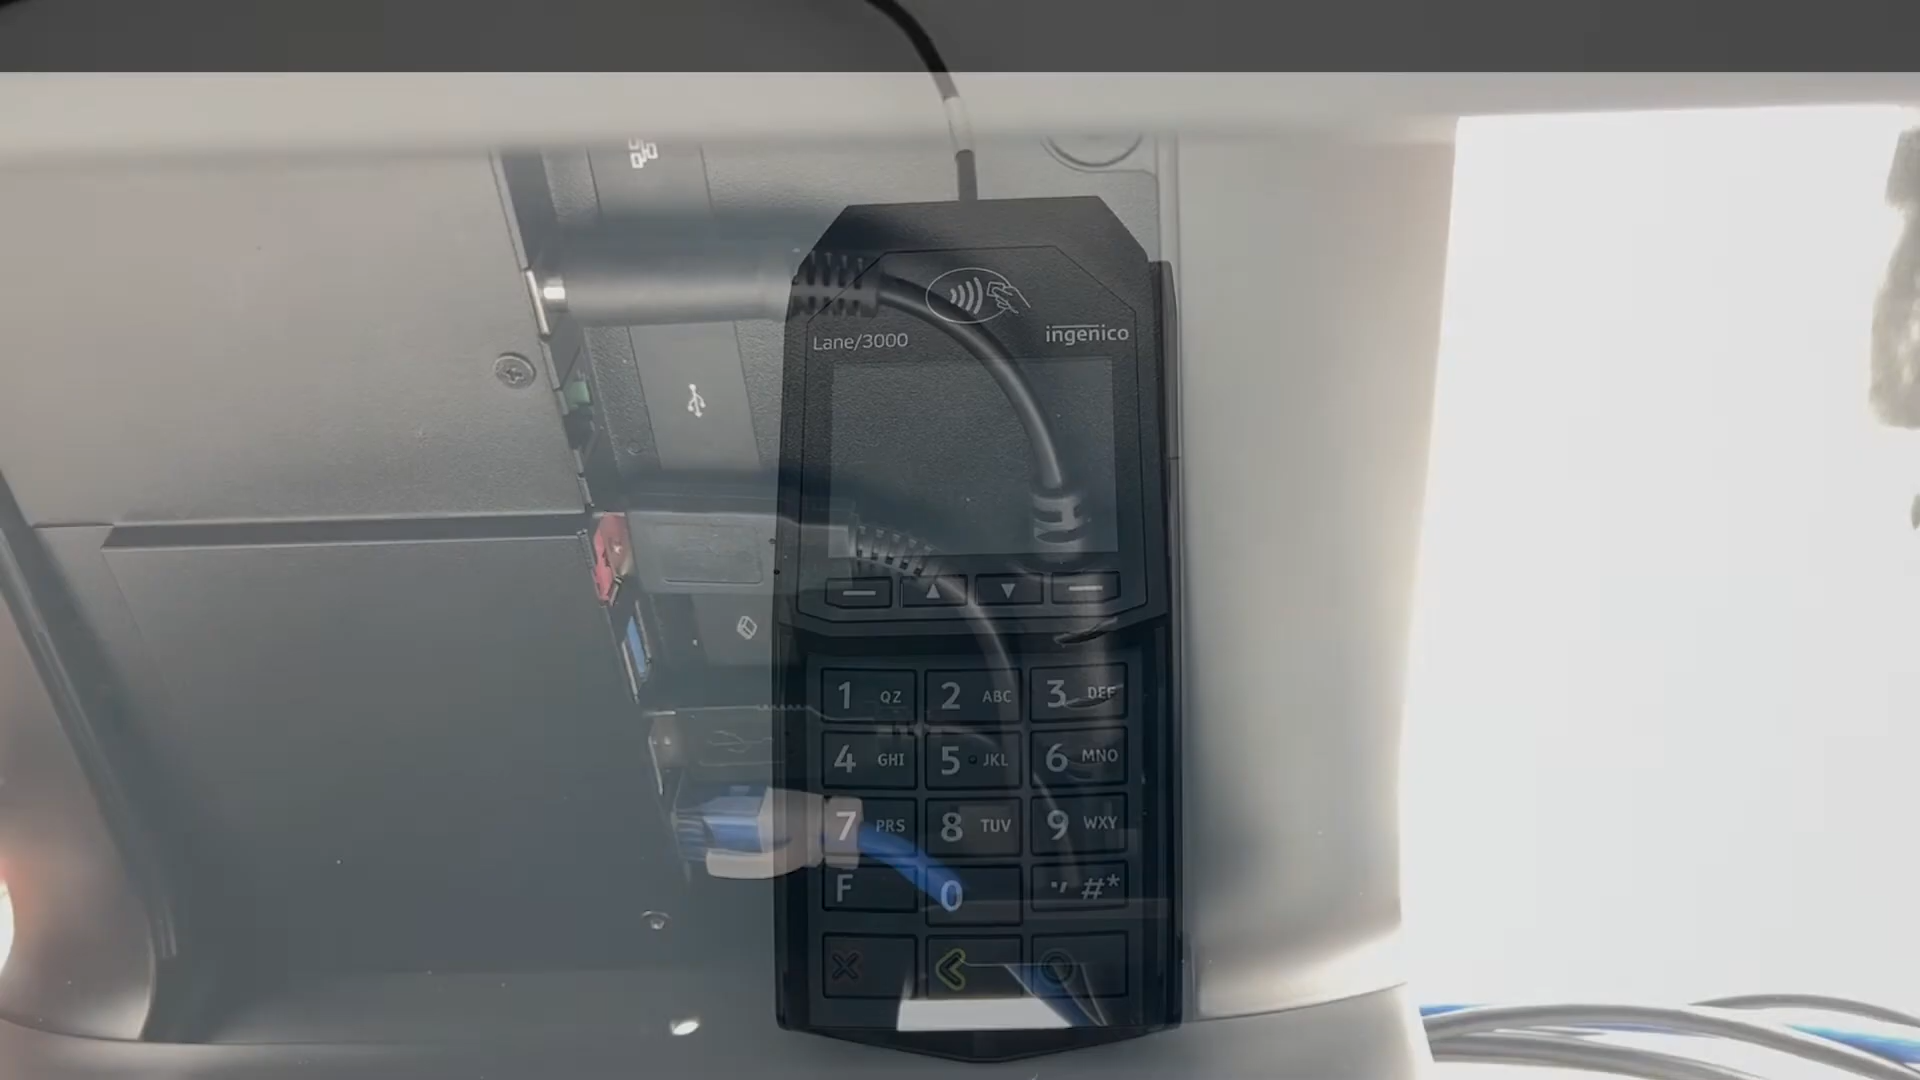 Lane/3000
ingenico
1 QZ 2 ABC 3 DEF
4 GHI 5 JKL 6 MNO
7 PRS 8 TUV 9 WXY
F 0 ., #*